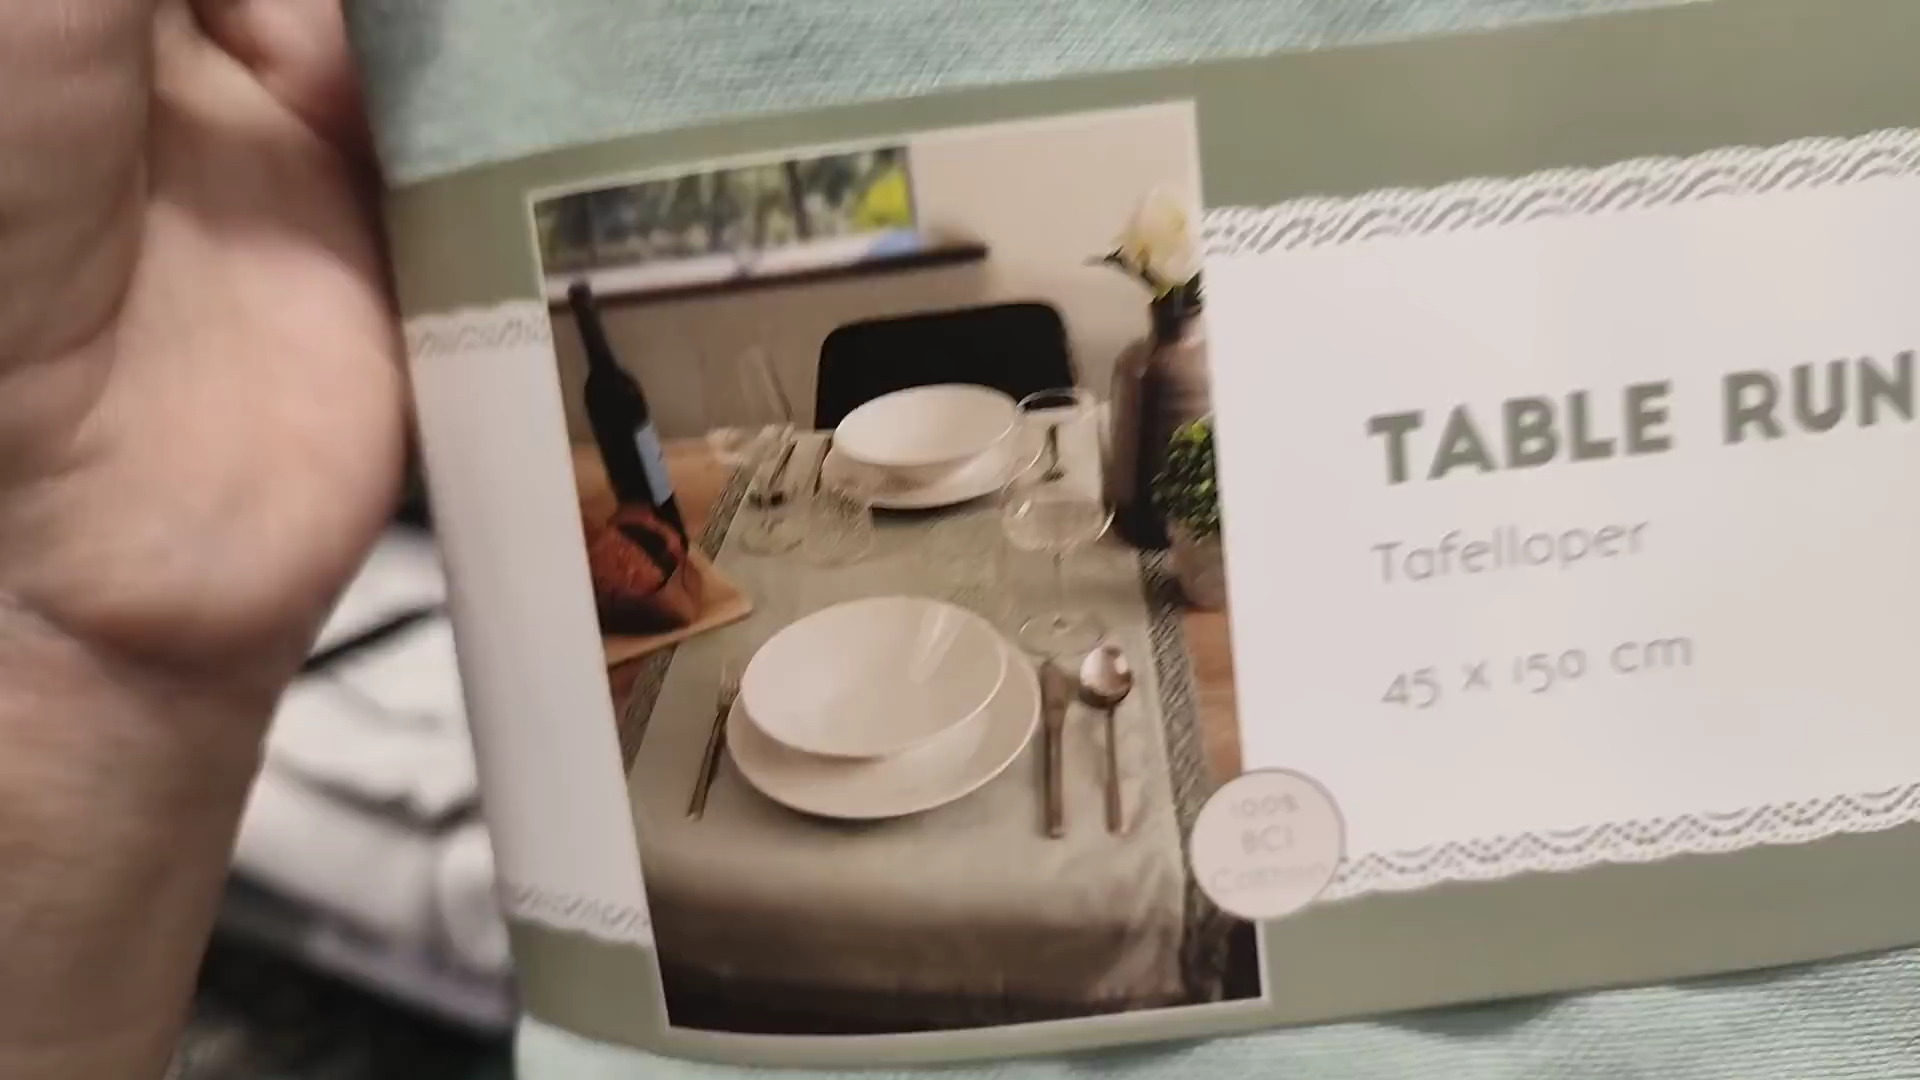 TABLE RUN
Tafelloper
45 x 150 cm
100%
BCI
Cotton